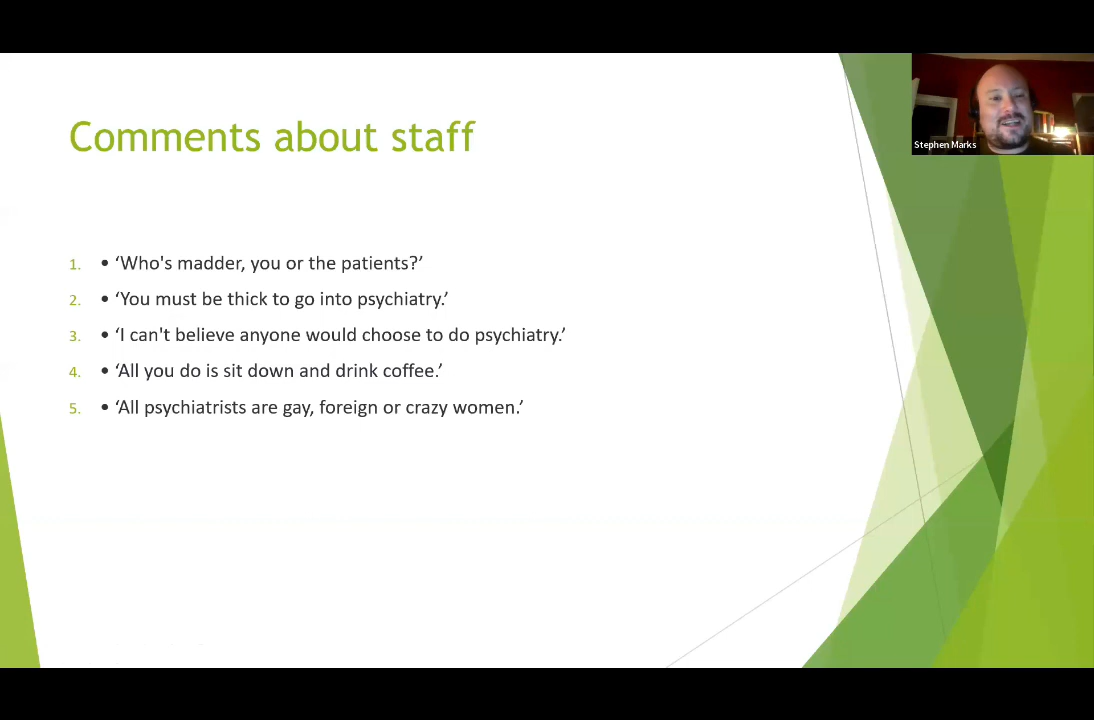 Comments about staff
Stephen Marks
1. • ‘Who's madder, you or the patients?’
2. • ‘You must be thick to go into psychiatry.’
3. • ‘I can't believe anyone would choose to do psychiatry.’
4. • ‘All you do is sit down and drink coffee.’
5. • ‘All psychiatrists are gay, foreign or crazy women.’